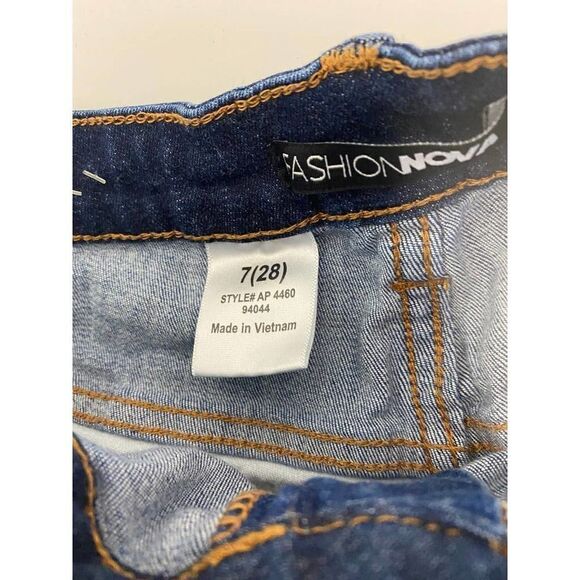 FASHIONNOVA
7(28)
STYLE# AP 4460
94044
Made in Vietnam